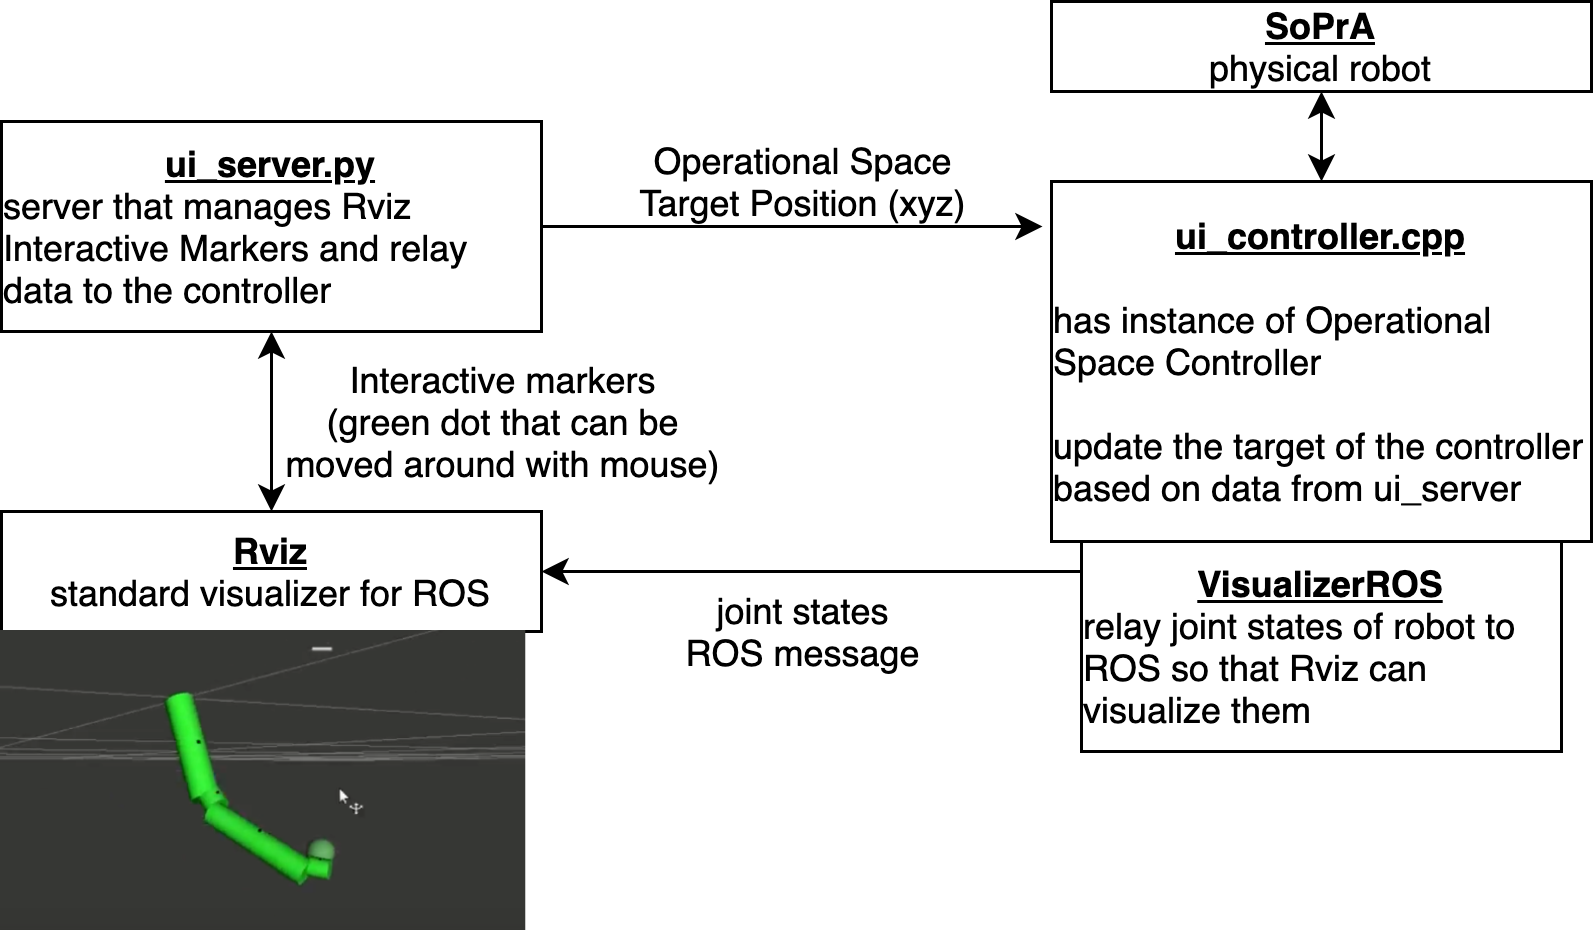 SoPrA
physical robot
ui_server.py
server that manages Rviz
Interactive Markers and relay
data to the controller
Operational Space
Target Position (xyz)
ui_controller.cpp
has instance of Operational
Space Controller
update the target of the controller
based on data from ui_server
Interactive markers
(green dot that can be
moved around with mouse)
Rviz
standard visualizer for ROS
joint states
ROS message
VisualizerROS
relay joint states of robot to
ROS so that Rviz can
visualize them